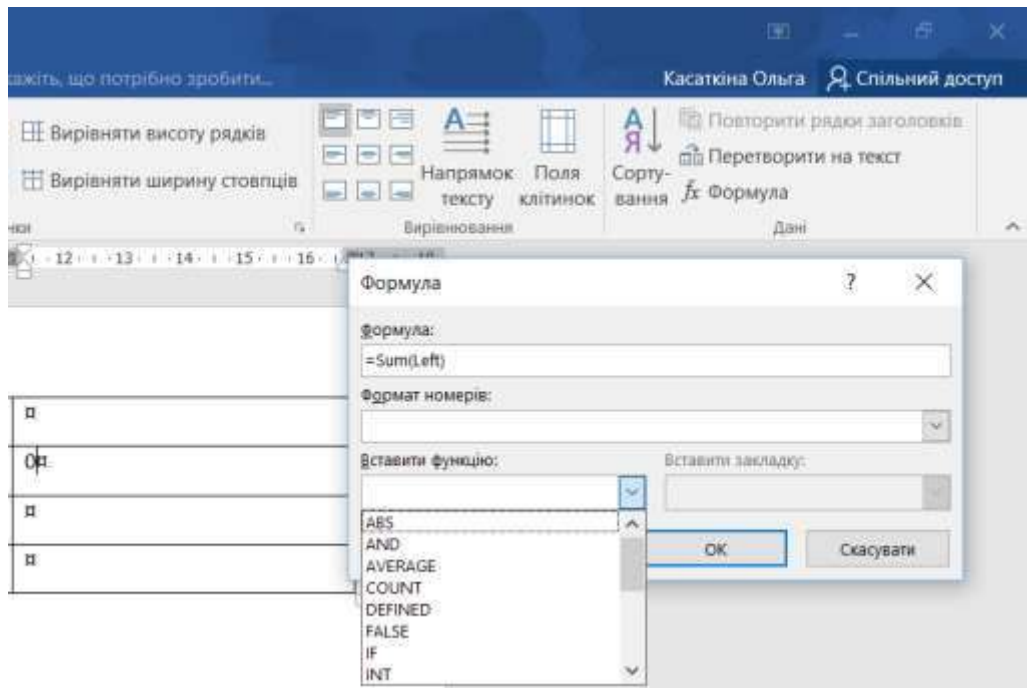 кажіть, що потрібно зробити...
Касаткіна Ольга
Спільний доступ
Вирівняти висоту рядків
Вирівняти ширину стовпців
Напрямок тексту
Поля клітинок
Вирівнювання
А
Я
Сорту-
вання
Повторити рядки заголовків
Перетворити на текст
fx Формула
Дані
12 13 14 15 16
Формула
?
Формула:
=Sum(Left)
Формат номерів:
Вставити функцію:
Вставити закладку:
ABS
AND
AVERAGE
COUNT
DEFINED
FALSE
IF
INT
OK
Скасувати
¤
0¤
¤
¤